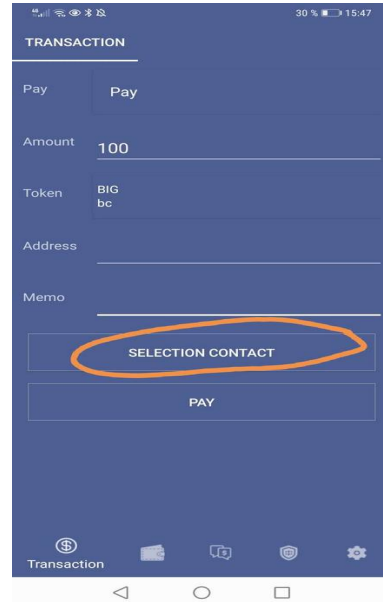 30 % 15:47
TRANSACTION
Pay Pay
Amount 100
Token BIG
bc
Address
Memo
SELECTION CONTACT
PAY
Transaction